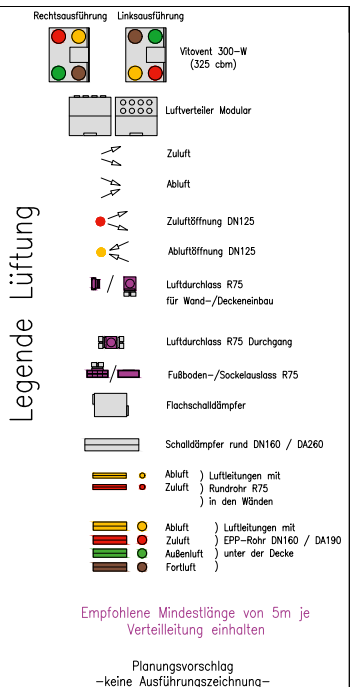 Rechtsausführung Linksausführung
Vitovent 300-W
(325 cbm)
Luftverteiler Modular
Zuluft
Abluft
Zuluftöffnung DN125
Abluftöffnung DN125
Luftdurchlass R75
für Wand-/Deckeneinbau
Luftdurchlass R75 Durchgang
Fußboden-/Sockelauslass R75
Flachschalldämpfer
Schalldämpfer rund DN160 / DA260
Abluft ) Luftleitungen mit
Zuluft ) Rundrohr R75
) in den Wänden
Abluft ) Luftleitungen mit
Zuluft ) EPP-Rohr DN160 / DA190
Außenluft ) unter der Decke
Fortluft )
Legende Lüftung
Empfohlene Mindestlänge von 5m je
Verteilleitung einhalten
Planungsvorschlag
-keine Ausführungszeichnung-